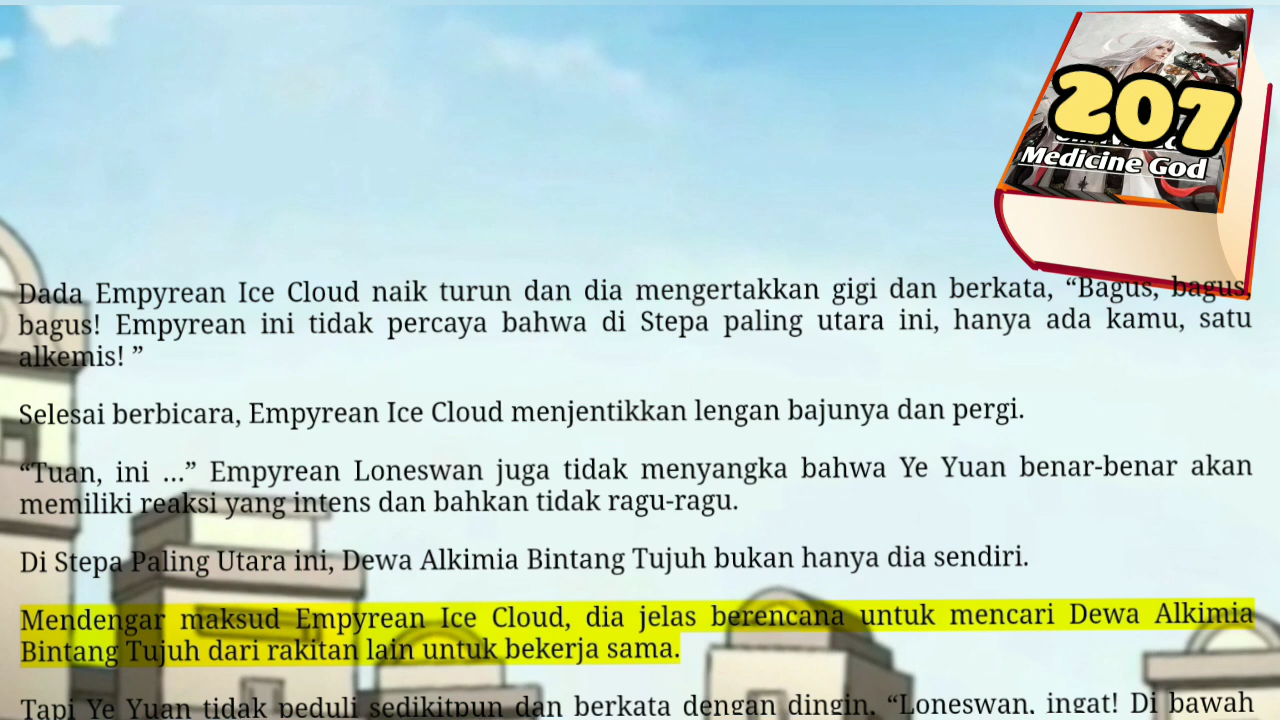 207
Medicine God
Dada Empyrean Ice Cloud naik turun dan dia mengertakkan gigi dan berkata, “Bagus, bagus,
bagus! Empyrean ini tidak percaya bahwa di Stepa paling utara ini, hanya ada kamu, satu
alkemis! ”
Selesai berbicara, Empyrean Ice Cloud menjentikkan lengan bajunya dan pergi.
“Tuan, ini …” Empyrean Loneswan juga tidak menyangka bahwa Ye Yuan benar-benar akan
memiliki reaksi yang intens dan bahkan tidak ragu-ragu.
Di Stepa Paling Utara ini, Dewa Alkimia Bintang Tujuh bukan hanya dia sendiri.
Mendengar maksud Empyrean Ice Cloud, dia jelas berencana untuk mencari Dewa Alkimia
Bintang Tujuh dari rakitan lain untuk bekerja sama.
Tapi Ye Yuan tidak peduli sedikitpun dan berkata dengan dingin, “Loneswan, ingat! Di bawah